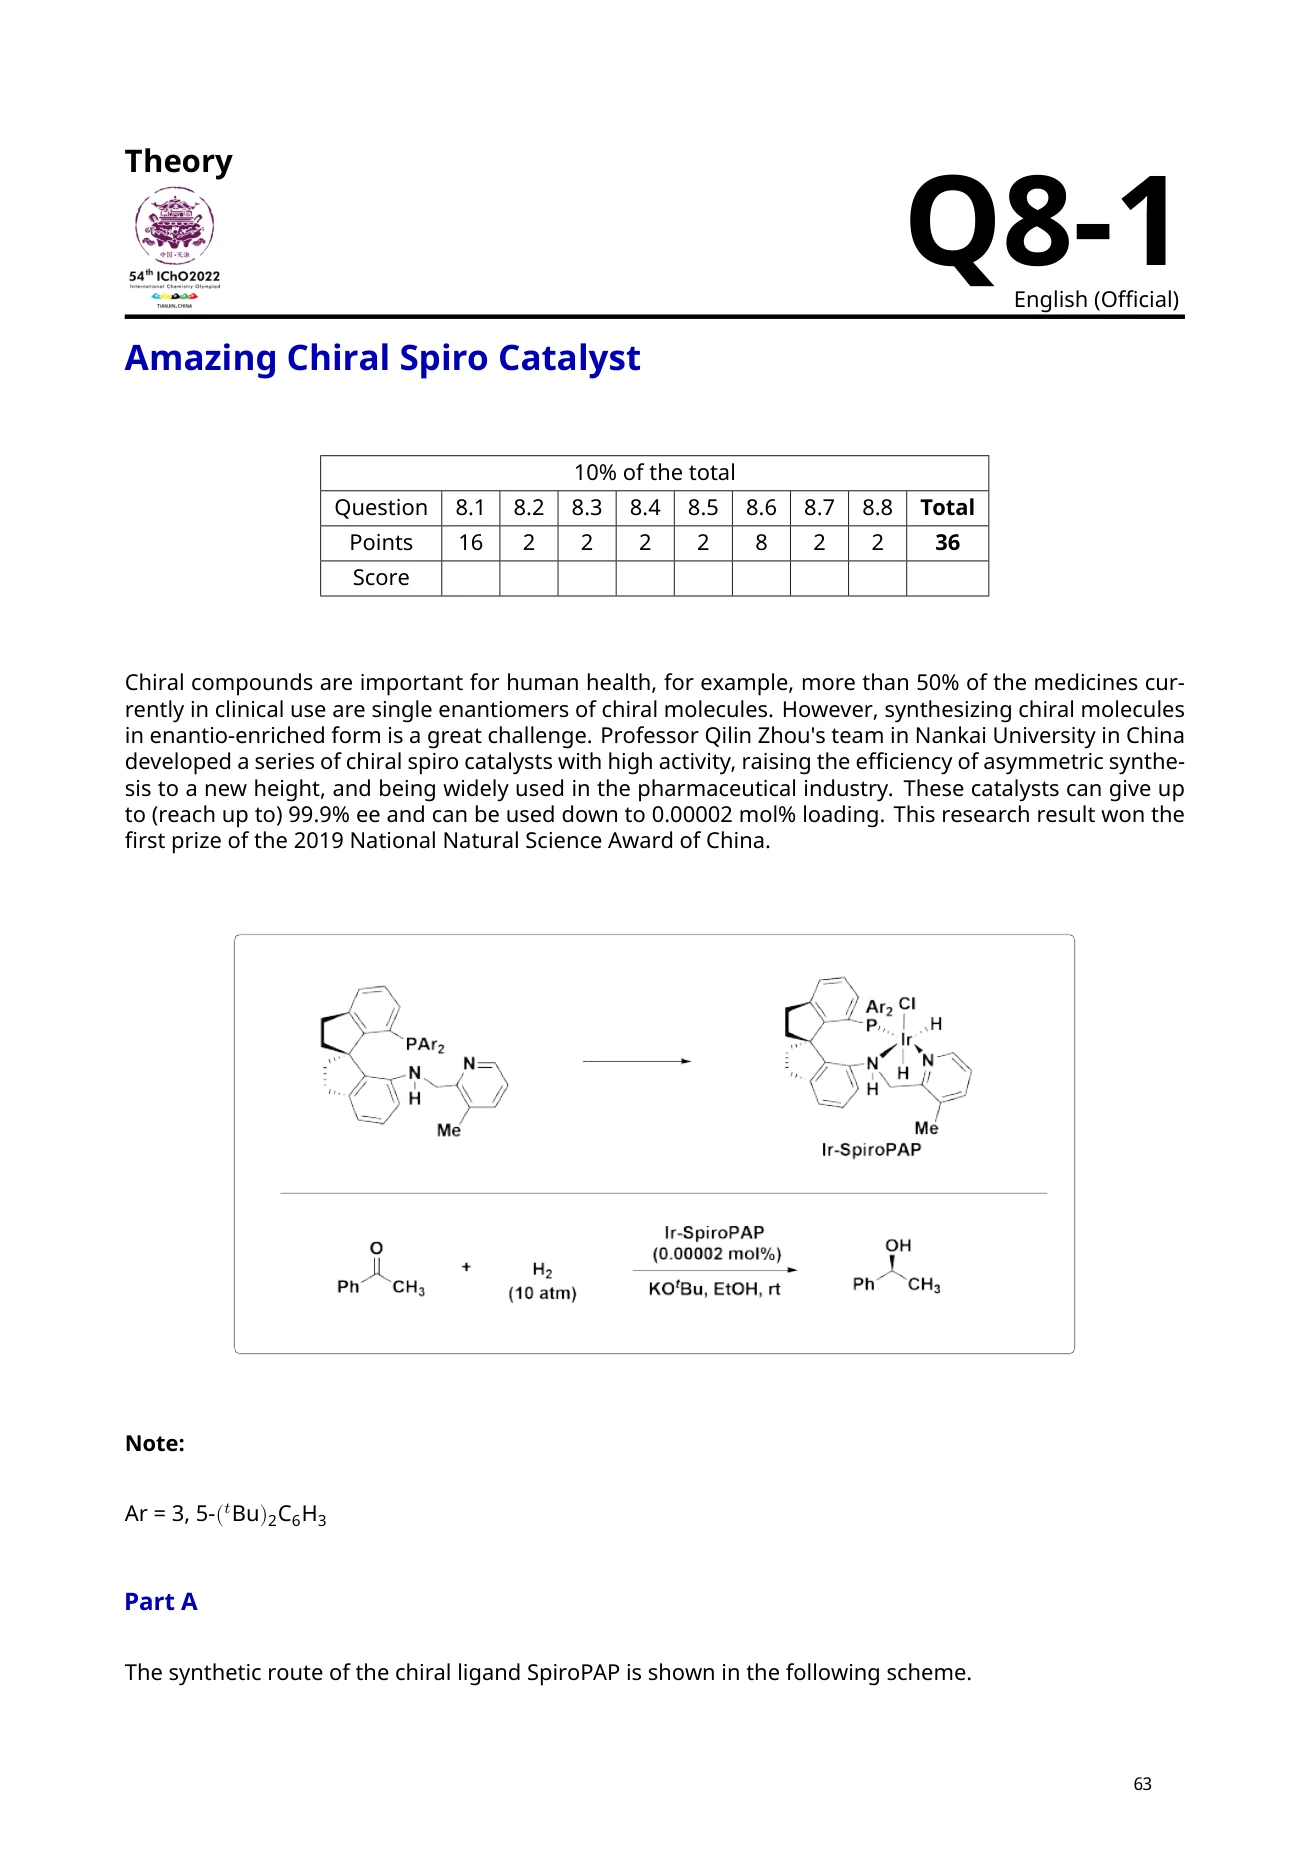 Theory
中国·天津
54th IChO2022
International Chemistry Olympiad
TIANJIN, CHINA
Q8-1
English (Official)
Amazing Chiral Spiro Catalyst
10% of the total
Question 8.1 8.2 8.3 8.4 8.5 8.6 8.7 8.8 Total
Points 16 2 2 2 2 8 2 2 36
Score
Chiral compounds are important for human health, for example, more than 50% of the medicines cur-
rently in clinical use are single enantiomers of chiral molecules. However, synthesizing chiral molecules
in enantio-enriched form is a great challenge. Professor Qilin Zhou's team in Nankai University in China
developed a series of chiral spiro catalysts with high activity, raising the efficiency of asymmetric synthe-
sis to a new height, and being widely used in the pharmaceutical industry. These catalysts can give up
to (reach up to) 99.9% ee and can be used down to 0.00002 mol% loading. This research result won the
first prize of the 2019 National Natural Science Award of China.
PAr2
N
N
H
Me
Ar2 Cl
P
H
Ir
N
N
H
H
Me
Ir-SpiroPAP
O
Ph
CH3
+
H2
(10 atm)
Ir-SpiroPAP
(0.00002 mol%)
KOtBu, EtOH, rt
OH
Ph
CH3
Note:
Ar = 3, 5-(tBu)2C6H3
Part A
The synthetic route of the chiral ligand SpiroPAP is shown in the following scheme.
63